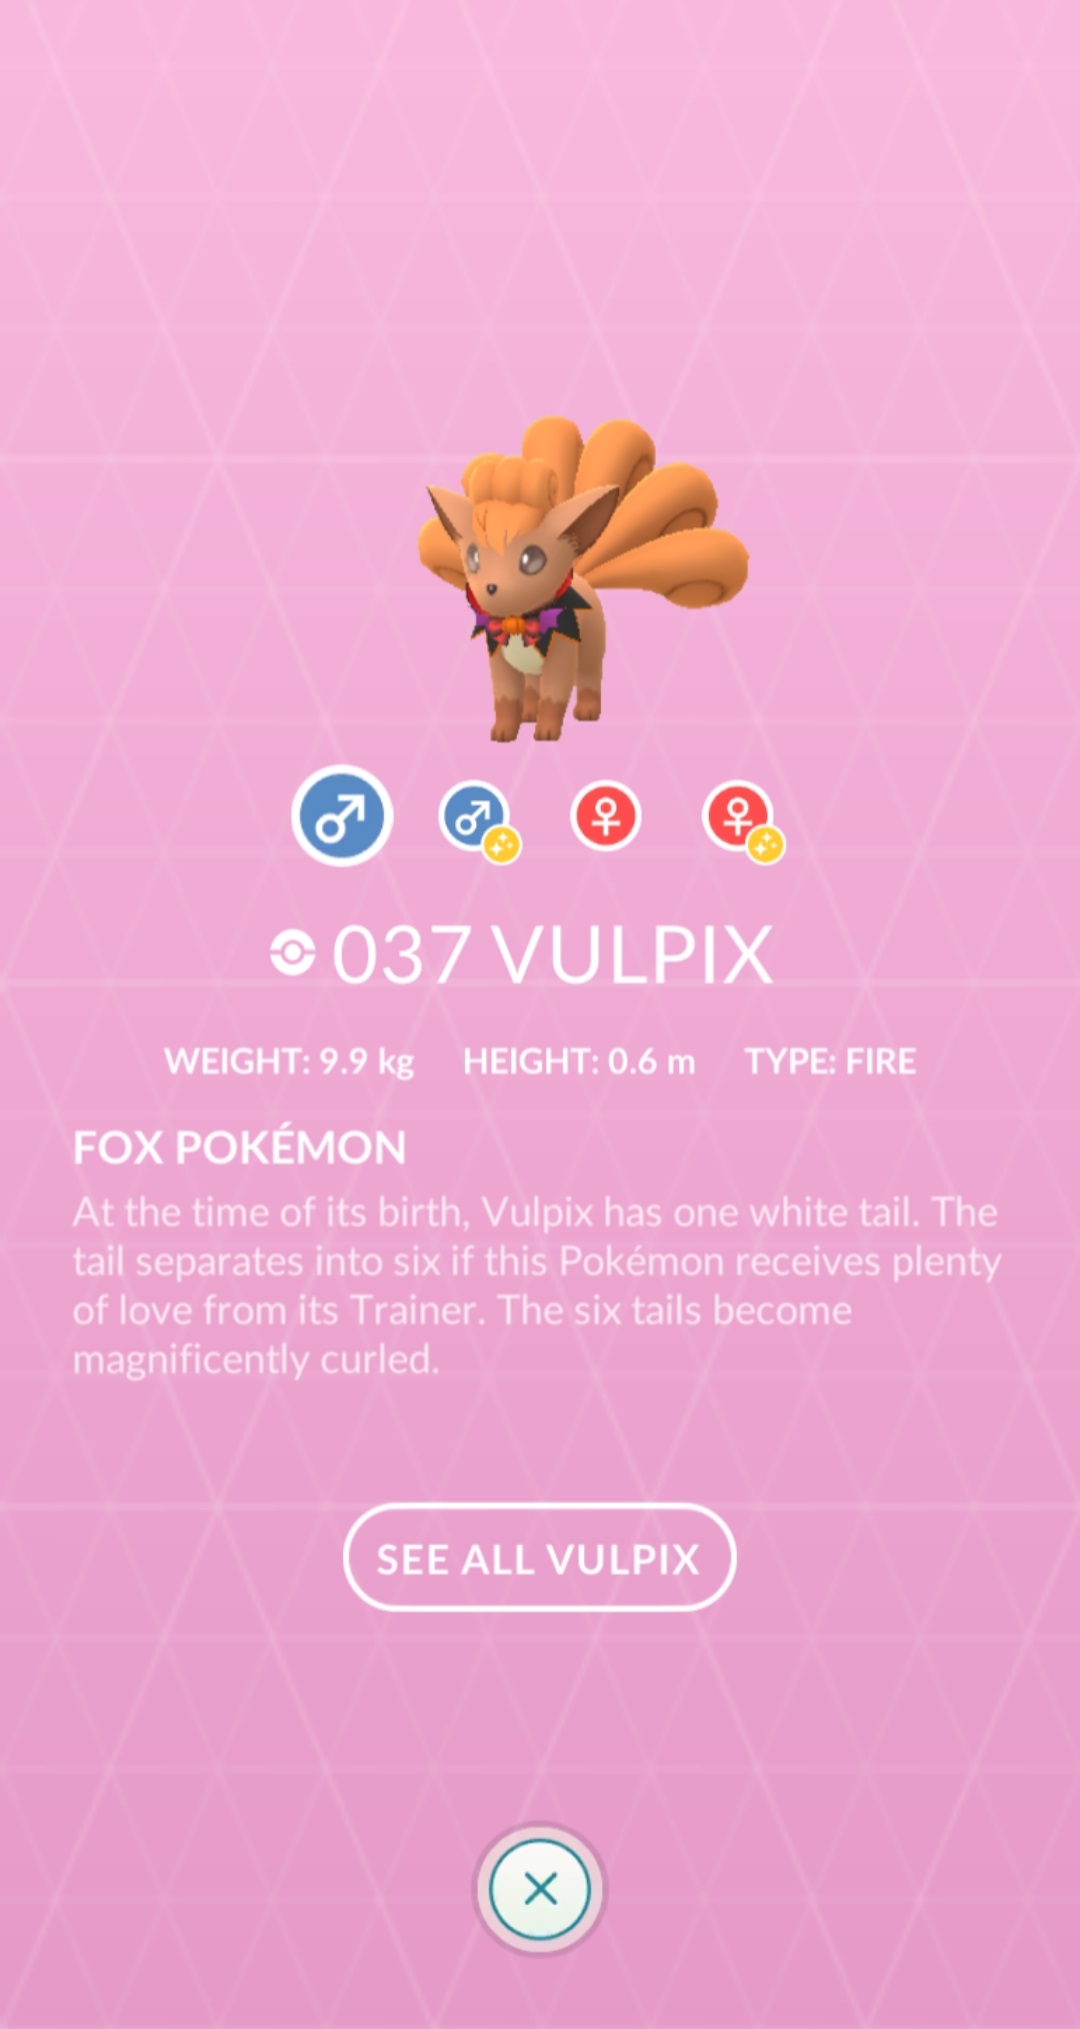 037 VULPIX
WEIGHT: 9.9 kg HEIGHT: 0.6 m TYPE: FIRE
FOX POKÉMON
At the time of its birth, Vulpix has one white tail. The
tail separates into six if this Pokémon receives plenty
of love from its Trainer. The six tails become
magnificently curled.
SEE ALL VULPIX